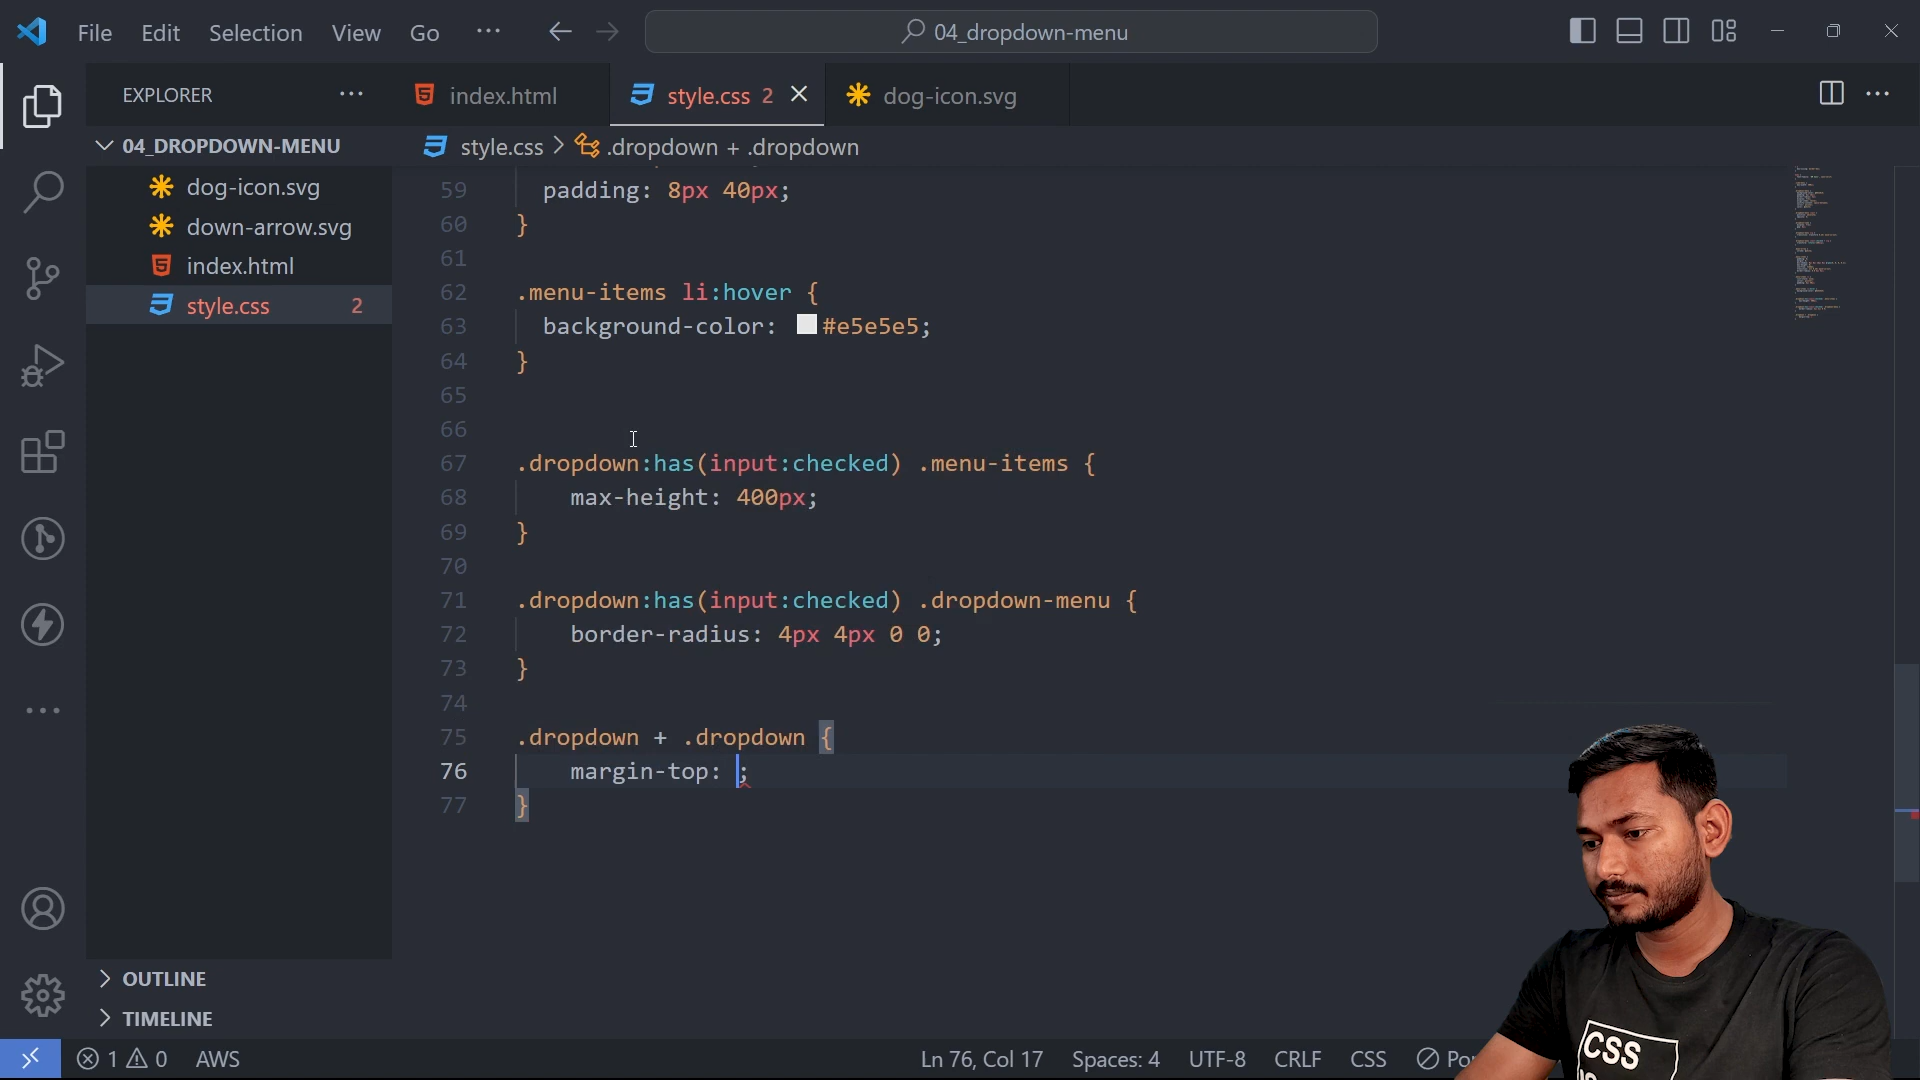 File Edit Selection View Go ··· 04_dropdown-menu
EXPLORER ··· index.html style.css 2 dog-icon.svg ···
04_DROPDOWN-MENU style.css > .dropdown + .dropdown
dog-icon.svg
down-arrow.svg
index.html
style.css 2
59 padding: 8px 40px;
60 }
61
62 .menu-items li:hover {
63 background-color: #e5e5e5;
64 }
65
66
67 .dropdown:has(input:checked) .menu-items {
68 max-height: 400px;
69 }
70
71 .dropdown:has(input:checked) .dropdown-menu {
72 border-radius: 4px 4px 0 0;
73 }
74
75 .dropdown + .dropdown {
76 margin-top: ;
77 }
OUTLINE
TIMELINE
1 0 AWS Ln 76, Col 17 Spaces: 4 UTF-8 CRLF CSS
CSS